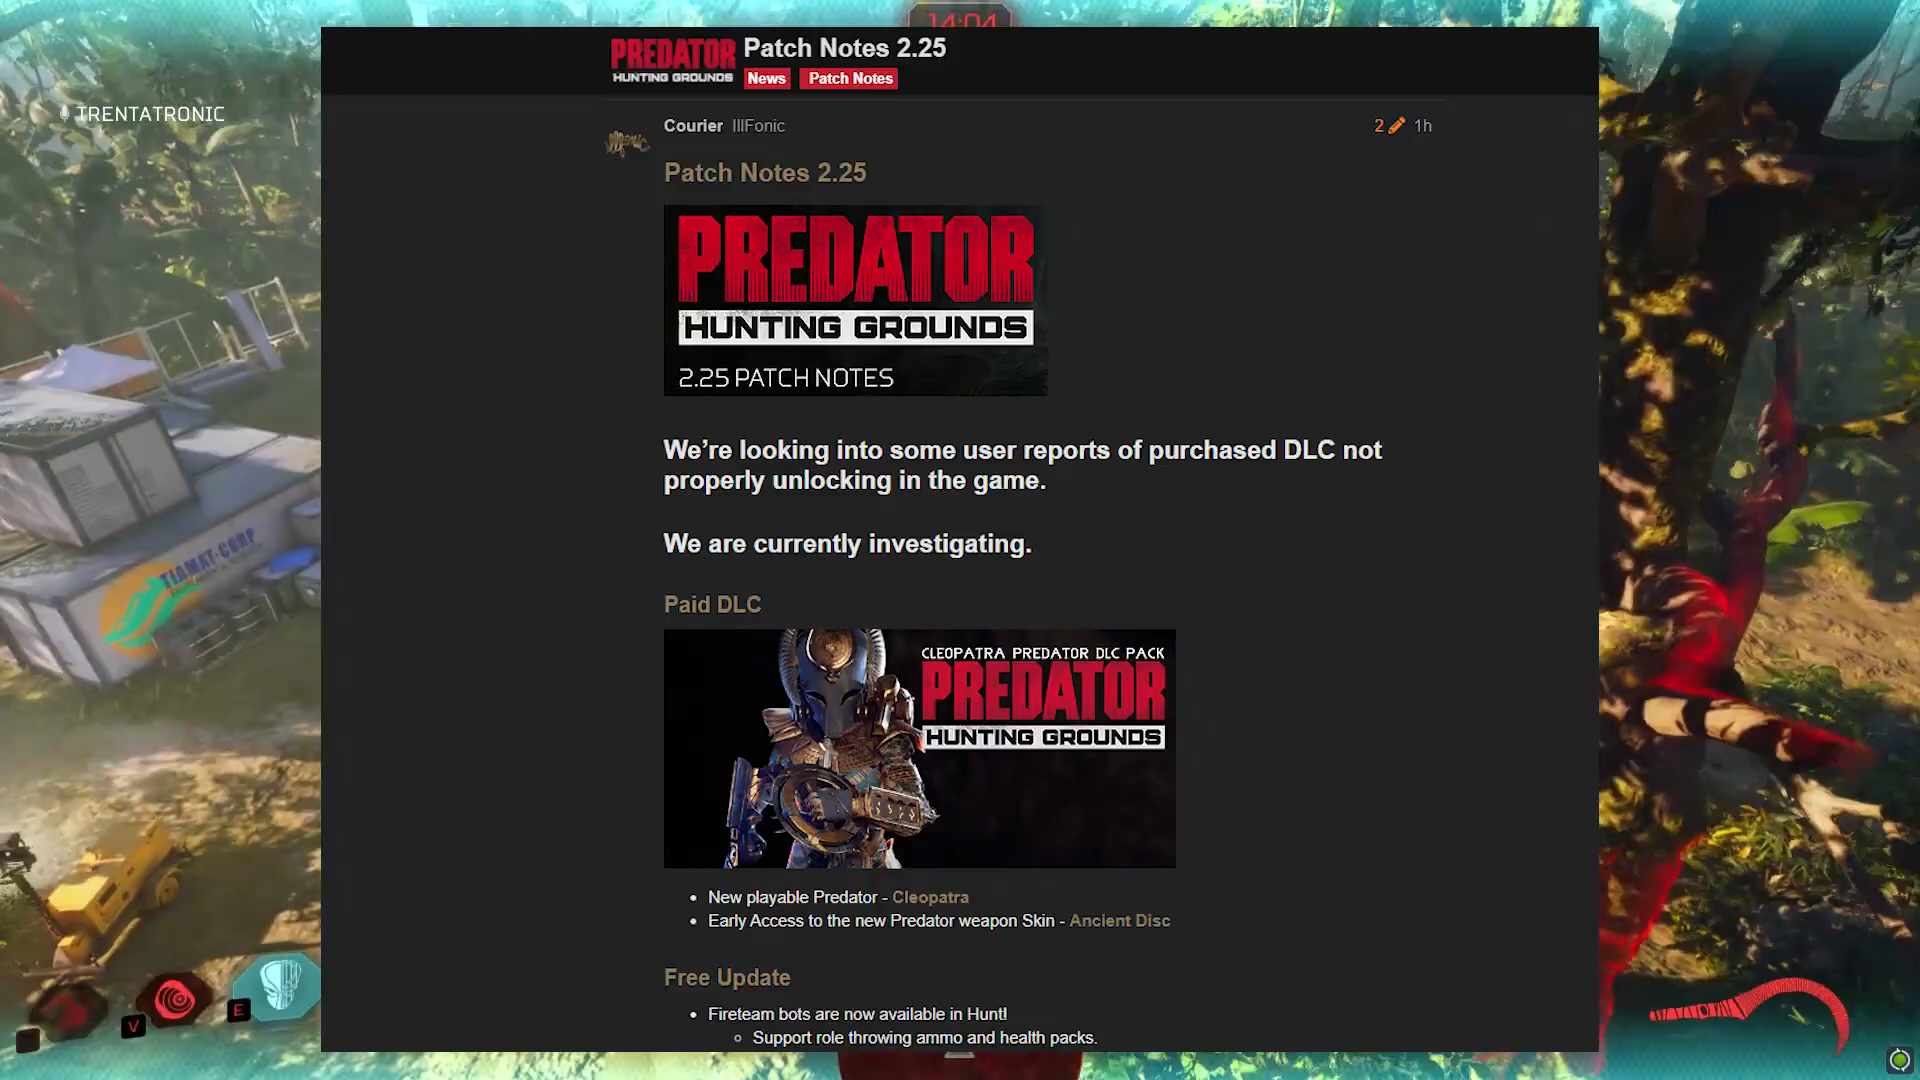 14:04
PREDATOR
HUNTING GROUNDS
Patch Notes 2.25
News Patch Notes
TRENTATRONIC
Courier IllFonic
2 1h
Patch Notes 2.25
PREDATOR
HUNTING GROUNDS
2.25 PATCH NOTES
We’re looking into some user reports of purchased DLC not
properly unlocking in the game.
We are currently investigating.
Paid DLC
CLEOPATRA PREDATOR DLC PACK
PREDATOR
HUNTING GROUNDS
TIAMAT-CORP
• New playable Predator - Cleopatra
• Early Access to the new Predator weapon Skin - Ancient Disc
Free Update
• Fireteam bots are now available in Hunt!
◦ Support role throwing ammo and health packs.
V
E